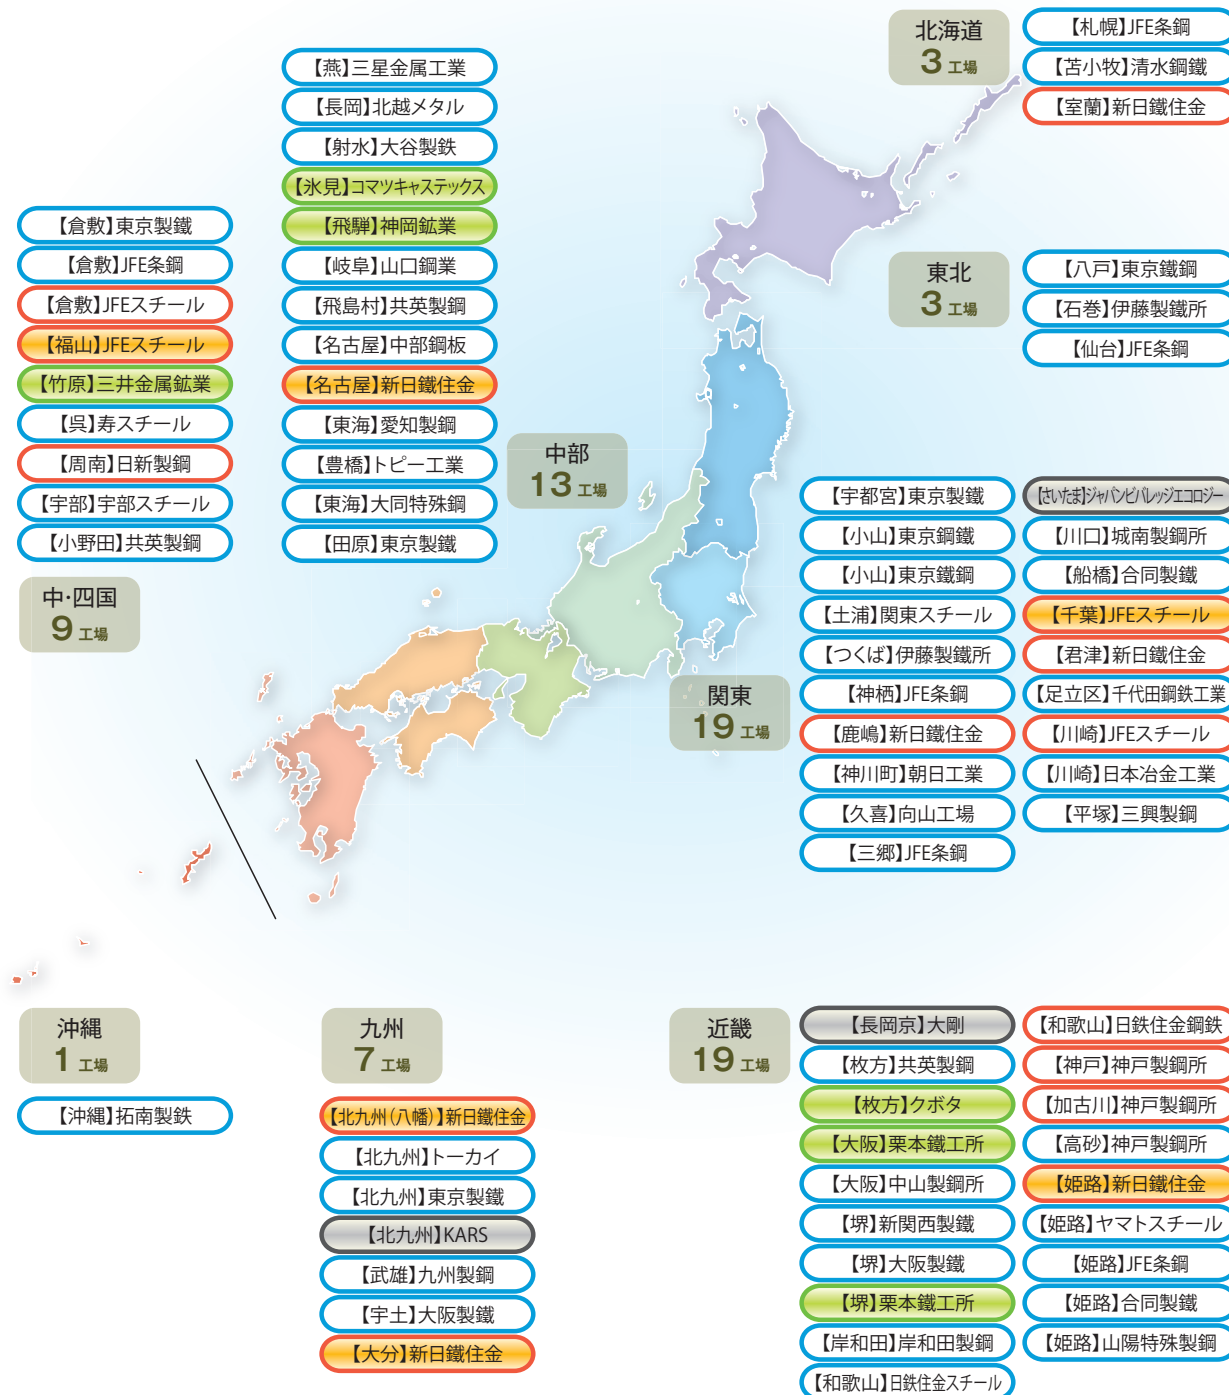 北海道
3 工場
【札幌】JFE条鋼
【苫小牧】清水鋼鐵
【室蘭】新日鐵住金
東北
3 工場
【八戸】東京鐵鋼
【石巻】伊藤製鐵所
【仙台】JFE条鋼
【燕】三星金属工業
【長岡】北越メタル
【射水】大谷製鉄
【氷見】コマツキャステックス
【飛騨】神岡鉱業
【岐阜】山口鋼業
【飛島村】共英製鋼
【名古屋】中部鋼板
【名古屋】新日鐵住金
【東海】愛知製鋼
【豊橋】トピー工業
【東海】大同特殊鋼
【田原】東京製鐵
中部
13 工場
【倉敷】東京製鐵
【倉敷】JFE条鋼
【倉敷】JFEスチール
【福山】JFEスチール
【竹原】三井金属鉱業
【呉】寿スチール
【周南】日新製鋼
【宇部】宇部スチール
【小野田】共英製鋼
中・四国
9 工場
関東
19 工場
【宇都宮】東京製鐵
【小山】東京鋼鐵
【小山】東京鐵鋼
【土浦】関東スチール
【つくば】伊藤製鐵所
【神栖】JFE条鋼
【鹿嶋】新日鐵住金
【神川町】朝日工業
【久喜】向山工場
【三郷】JFE条鋼
【さいたま】ジャパンビバレッジエコロジー
【川口】城南製鋼所
【船橋】合同製鐵
【千葉】JFEスチール
【君津】新日鐵住金
【足立区】千代田鋼鉄工業
【川崎】JFEスチール
【川崎】日本冶金工業
【平塚】三興製鋼
沖縄
1 工場
【沖縄】拓南製鉄
九州
7 工場
【北九州(八幡)】新日鐵住金
【北九州】トーカイ
【北九州】東京製鐵
【北九州】KARS
【武雄】九州製鋼
【宇土】大阪製鐵
【大分】新日鐵住金
近畿
19 工場
【長岡京】大剛
【枚方】共英製鋼
【枚方】クボタ
【大阪】栗本鐵工所
【大阪】中山製鋼所
【堺】新関西製鐵
【堺】大阪製鐵
【堺】栗本鐵工所
【岸和田】岸和田製鋼
【和歌山】日鉄住金スチール
【和歌山】日鉄住金鋼鉄
【神戸】神戸製鋼所
【加古川】神戸製鋼所
【高砂】神戸製鋼所
【姫路】新日鐵住金
【姫路】ヤマトスチール
【姫路】JFE条鋼
【姫路】合同製鐵
【姫路】山陽特殊製鋼